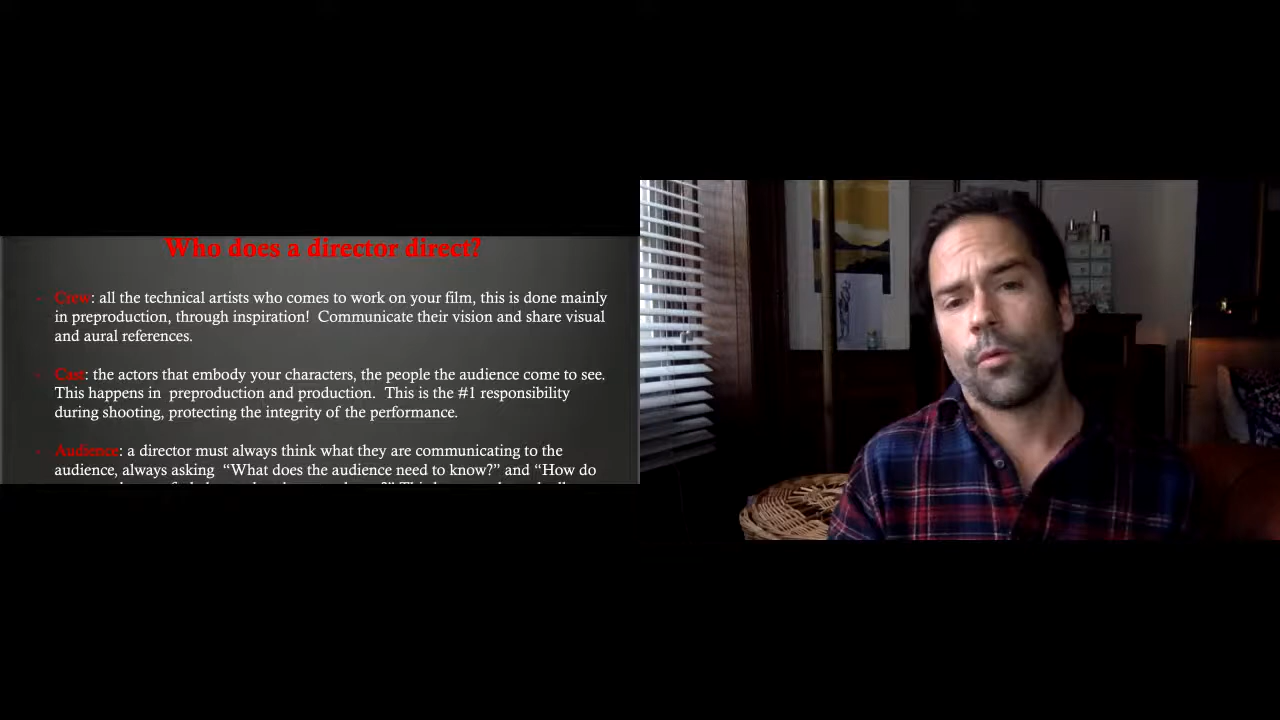 Who does a director direct?
Crew: all the technical artists who comes to work on your film, this is done mainly
in preproduction, through inspiration!  Communicate their vision and share visual
and aural references.
Cast: the actors that embody your characters, the people the audience come to see.
This happens in  preproduction and production.  This is the #1 responsibility
during shooting, protecting the integrity of the performance.
Audience: a director must always think what they are communicating to the
audience, always asking  “What does the audience need to know?” and “How do